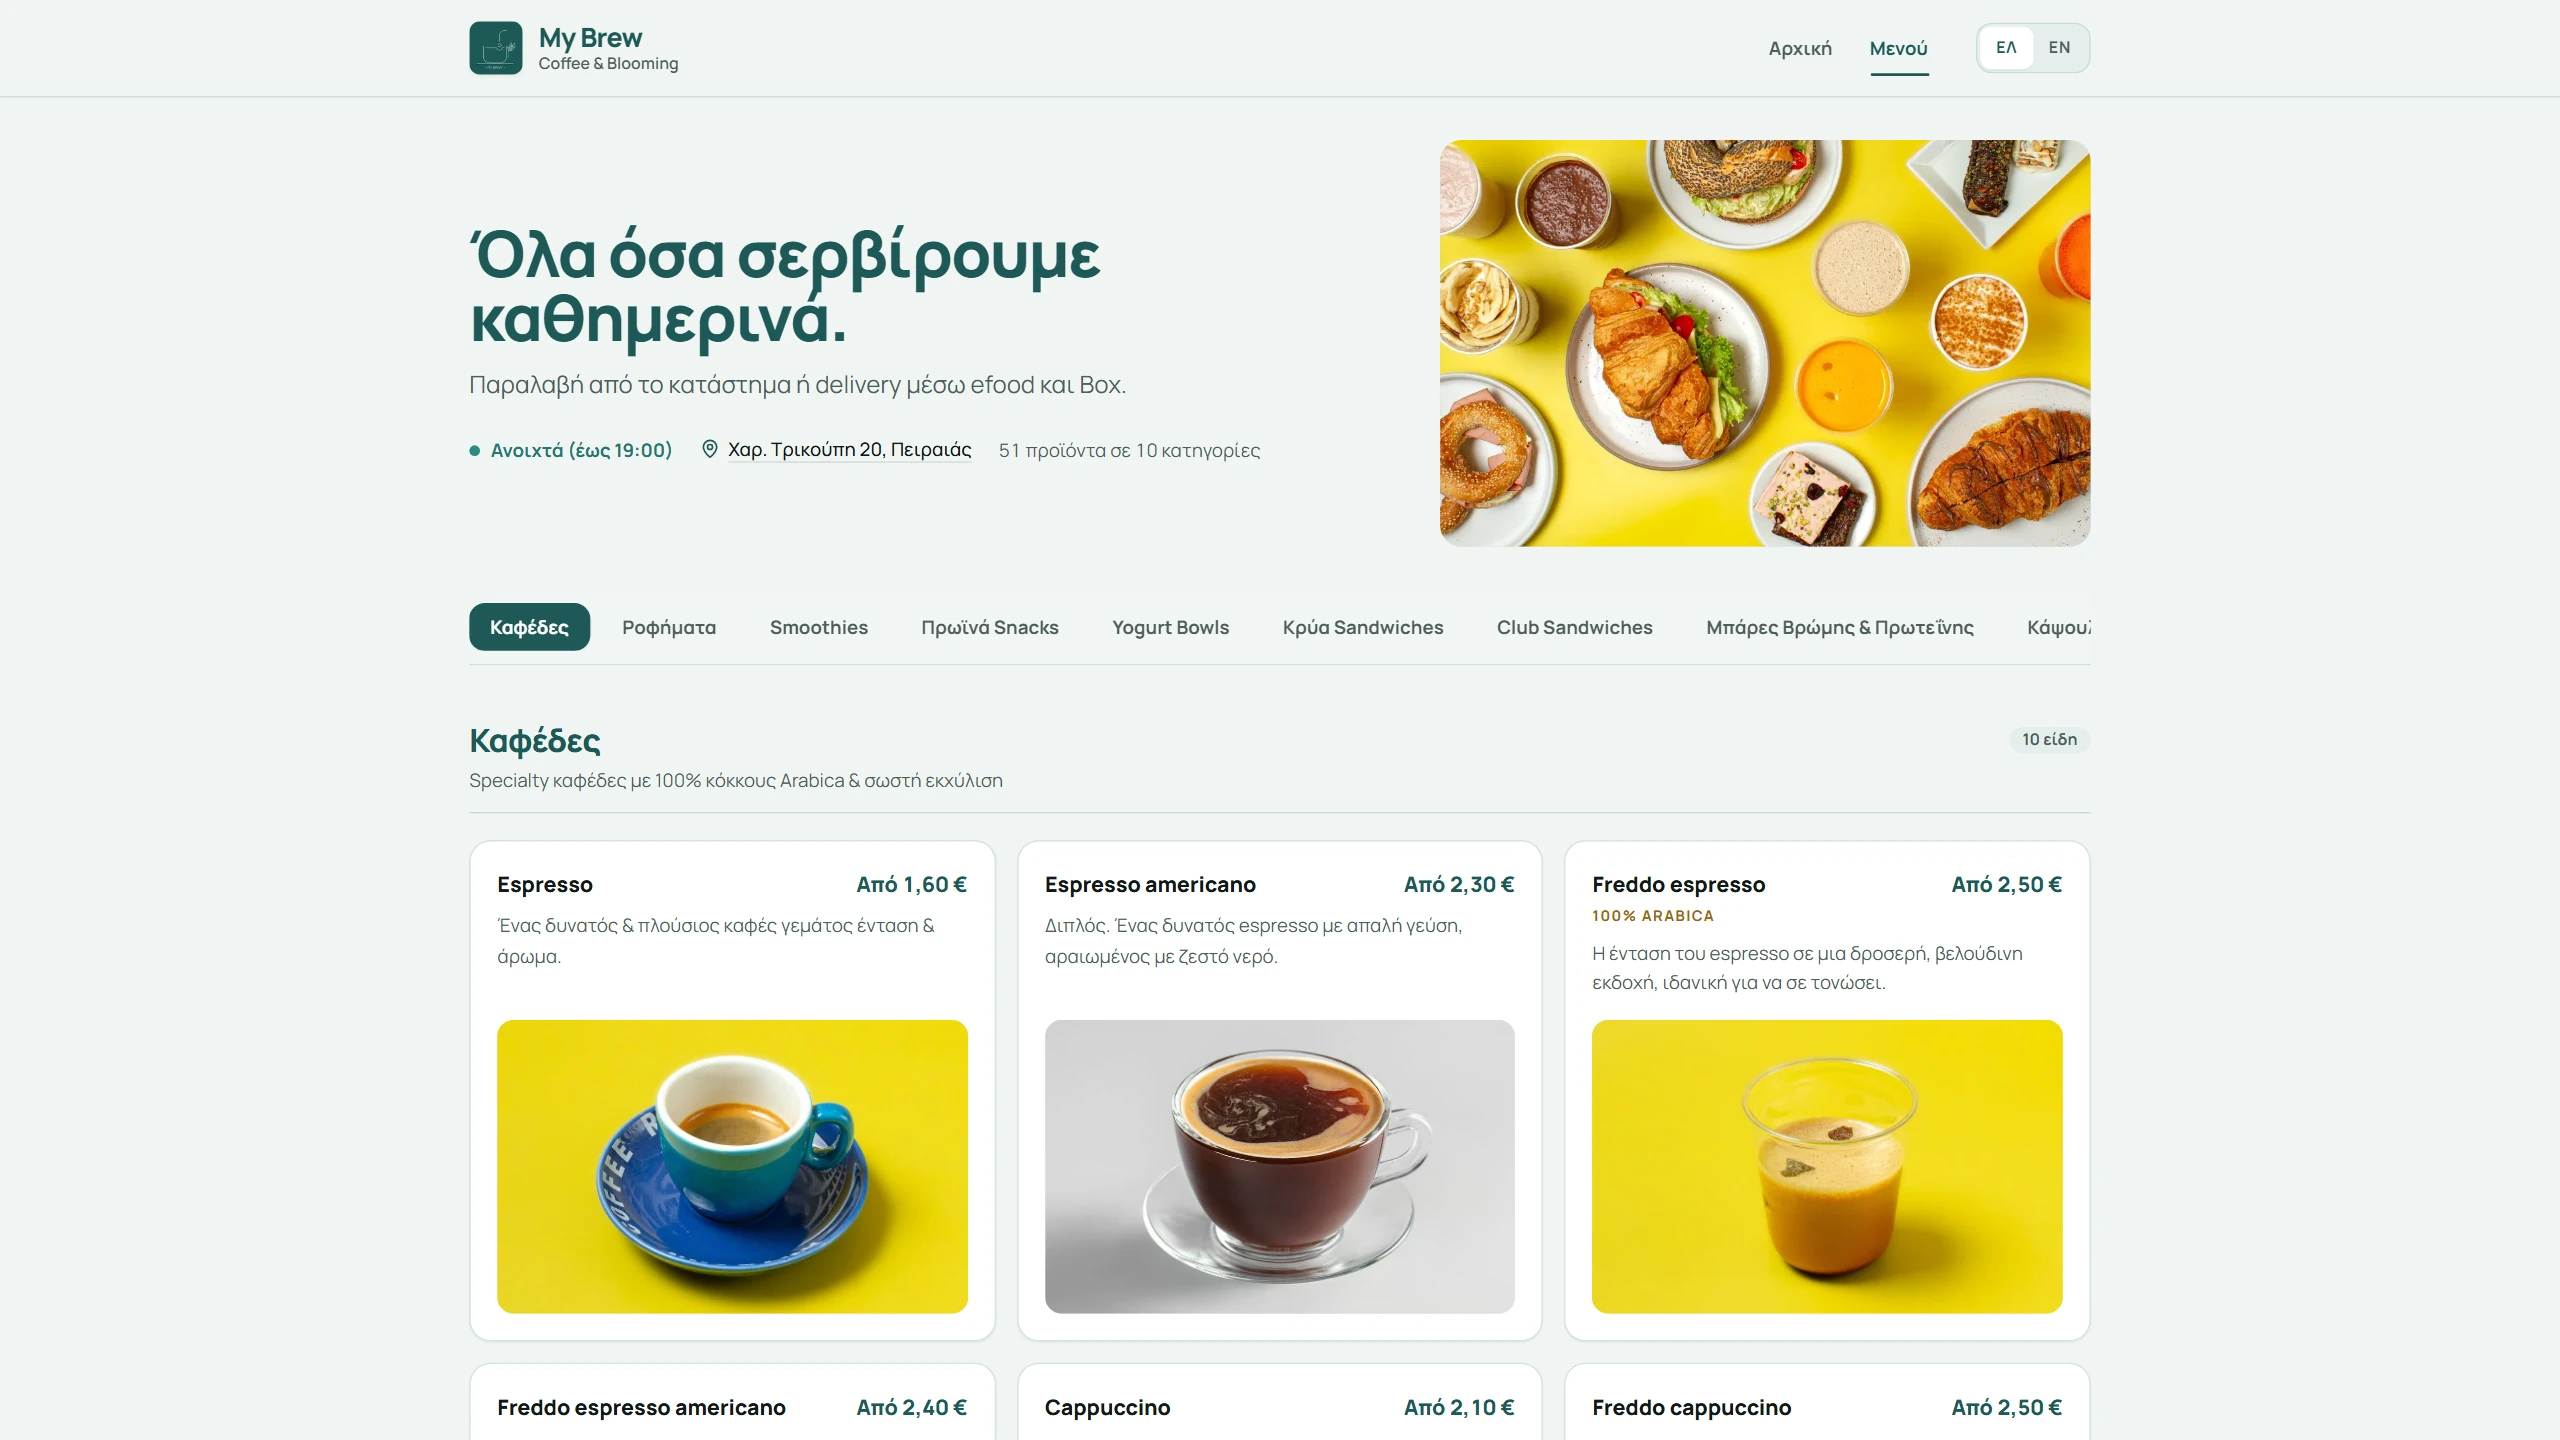 My Brew
Coffee & Blooming
Αρχική
Μενού
ΕΛ
EN
Όλα όσα σερβίρουμε
καθημερινά.
Παραλαβή από το κατάστημα ή delivery μέσω efood και Box.
Ανοιχτά (έως 19:00)
Χαρ. Τρικούπη 20, Πειραιάς
51 προϊόντα σε 10 κατηγορίες
Καφέδες
Ροφήματα
Smoothies
Πρωϊνά Snacks
Yogurt Bowls
Κρύα Sandwiches
Club Sandwiches
Μπάρες Βρώμης & Πρωτεΐνης
Κάψουλ
Καφέδες
10 είδη
Specialty καφέδες με 100% κόκκους Arabica & σωστή εκχύλιση
Espresso
Από 1,60 €
Ένας δυνατός & πλούσιος καφές γεμάτος ένταση &
άρωμα.
Espresso americano
Από 2,30 €
Διπλός. Ένας δυνατός espresso με απαλή γεύση,
αραιωμένος με ζεστό νερό.
Freddo espresso
Από 2,50 €
100% ARABICA
Η ένταση του espresso σε μια δροσερή, βελούδινη
εκδοχή, ιδανική για να σε τονώσει.
COFFEE
Freddo espresso americano
Από 2,40 €
Cappuccino
Από 2,10 €
Freddo cappuccino
Από 2,50 €